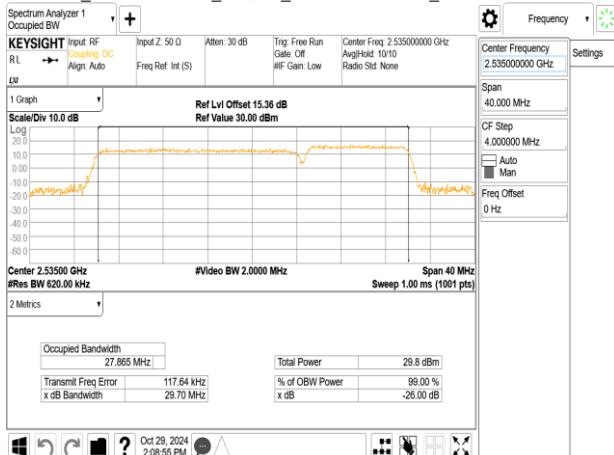 Spectrum Analyzer 1
Occupied BW
+
Frequency
KEYSIGHT Input: RF Input Z: 50 Ω Atten: 30 dB Trig: Free Run Center Freq: 2.535000000 GHz
RL Coupling: DC Gate: Off Avg|Hold: 10/10
Align: Auto Freq Ref: Int (S) #IF Gain: Low Radio Std: None
LXI
Center Frequency
2.535000000 GHz
Settings
Span
40.000 MHz
CF Step
4.000000 MHz
Auto
Man
Freq Offset
0 Hz
1 Graph
Ref Lvl Offset 15.36 dB
Scale/Div 10.0 dB Ref Value 30.00 dBm
Log
20.0
10.0
0.00
-10.0
-20.0
-30.0
-40.0
-50.0
-60.0
Center 2.53500 GHz #Video BW 2.0000 MHz Span 40 MHz
#Res BW 620.00 kHz Sweep 1.00 ms (1001 pts)
2 Metrics
Occupied Bandwidth
27.865 MHz
Total Power 29.8 dBm
Transmit Freq Error 117.64 kHz % of OBW Power 99.00 %
x dB Bandwidth 29.70 MHz x dB -26.00 dB
?
Oct 29, 2024
2:08:55 PM